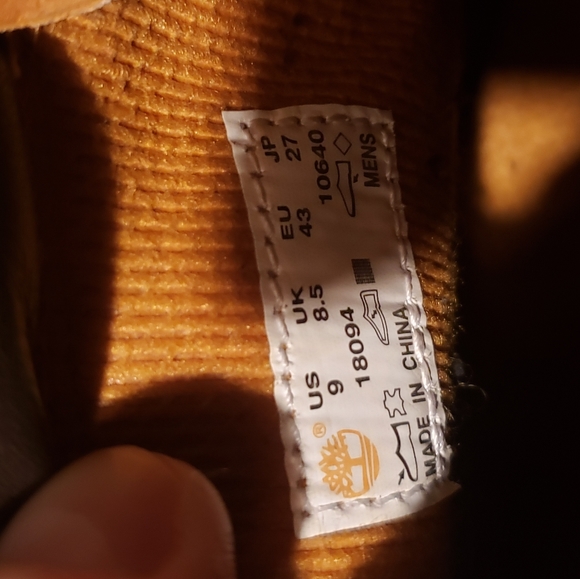 US UK EU JP
9 8.5 43 27
18094 10640
MENS
MADE IN CHINA
®